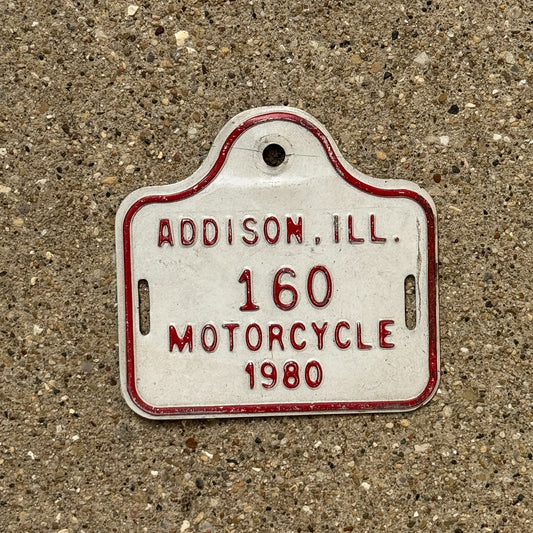 ADDISON, ILL.
160
MOTORCYCLE
1980